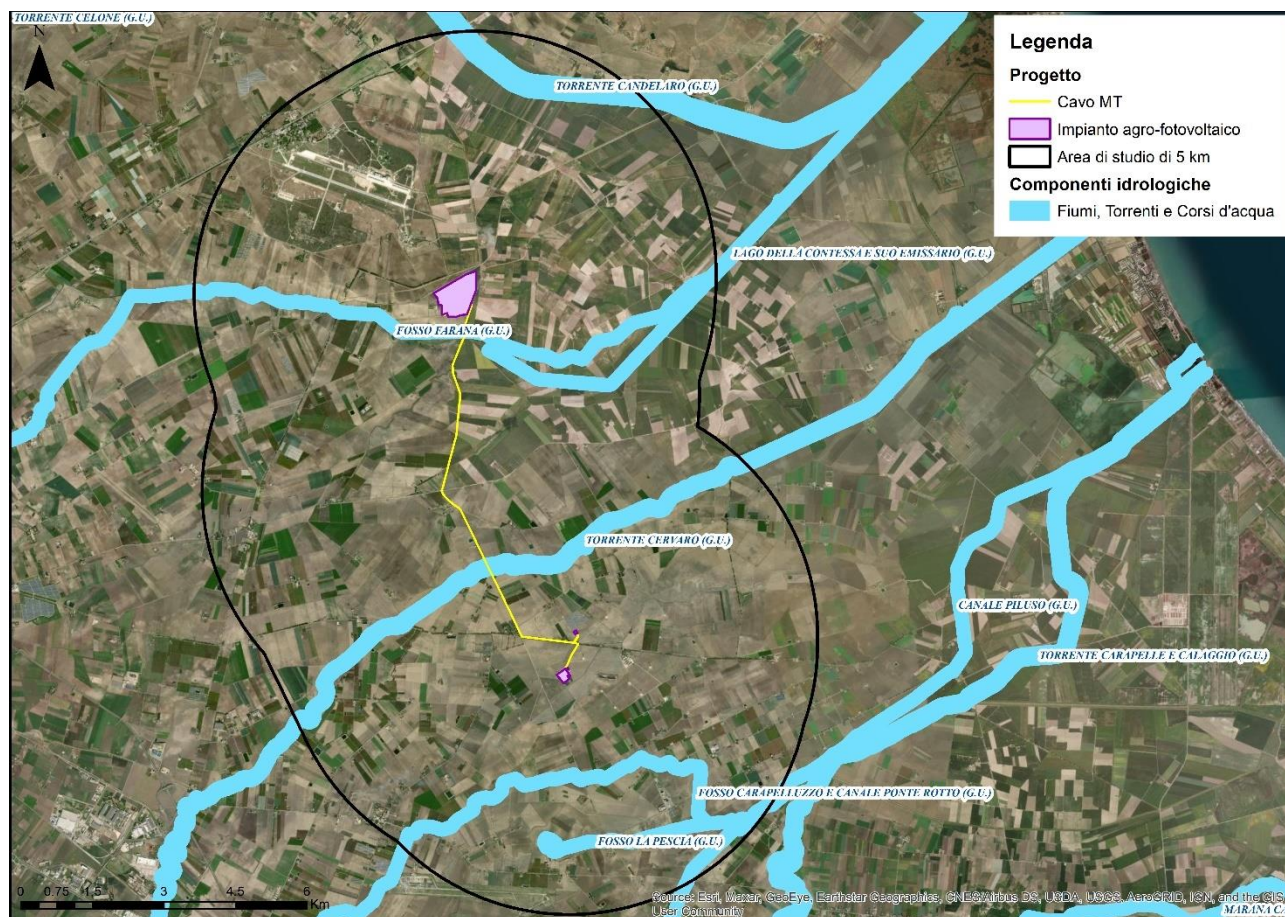 TORRENTE CELONE (G.U.)
N
TORRENTE CANDELARO (G.U.)
Legenda
Progetto
Cavo MT
Impianto agro-fotovoltaico
Area di studio di 5 km
Componenti idrologiche
Fiumi, Torrenti e Corsi d'acqua
LAGO DELLA CONTESSA E SUO EMISSARIO (G.U.)
FOSSO FARANA (G.U.)
TORRENTE CERVARO (G.U.)
CANALE PILUSO (G.U.)
TORRENTE CARAPELLE E CALAGGIO (G.U.)
FOSSO CARAPELLUZZO E CANALE PONTE ROTTO (G.U.)
FOSSO LA PESCIA (G.U.)
0 0.75 1.5 3 4.5 6
Km
Source: Esri, Maxar, GeoEye, Earthstar Geographics, CNES/Airbus DS, USDA, USGS, AeroGRID, IGN, and the GIS
User Community
MARANA C